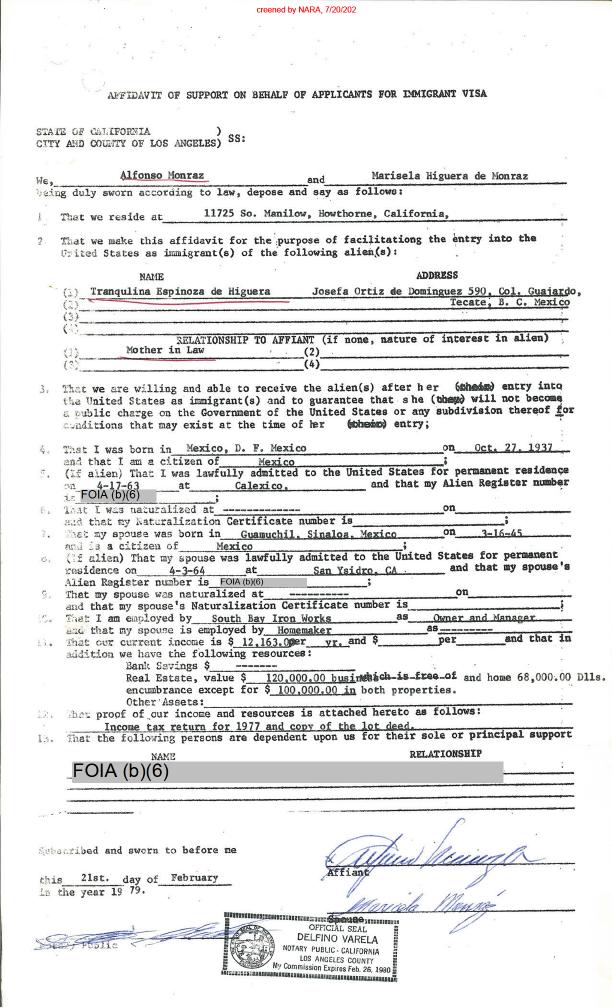 creened by NARA, 7/20/202
AFFIDAVIT OF SUPPORT ON BEHALF OF APPLICANTS FOR IMMIGRANT VISA
STATE OF CALIFORNIA )
CITY AND COUNTY OF LOS ANGELES) SS:
We, Alfonso Monraz and Marisela Higuera de Monraz
being duly sworn according to law, depose and say as follows:
1 That we reside at 11725 So. Manilow, Howthorne, California,
2 That we make this affidavit for the purpose of facilitationg the entry into the
United States as immigrant(s) of the following alien(s):
NAME ADDRESS
(1) Tranqulina Espinoza de Higuera Josefa Ortiz de Dominguez 590, Col. Guajardo,
(2) Tecate, B. C. Mexico
(3)
(4)
RELATIONSHIP TO AFFIANT (if none, nature of interest in alien)
(1) Mother in Law (2)
(3) (4)
3. That we are willing and able to receive the alien(s) after her (theim) entry into
the United States as immigrant(s) and to guarantee that she (they) will not become
a public charge on the Government of the United States or any subdivision thereof for
conditions that may exist at the time of her (theim) entry;
4. That I was born in Mexico, D. F. Mexico on Oct. 27, 1937
and that I am a citizen of Mexico ;
5. (If alien) That I was lawfully admitted to the United States for permanent residence
on 4-17-63 at Calexico, and that my Alien Register number
is FOIA (b)(6) ;
6. That I was naturalized at ------------ on
and that my Naturalization Certificate number is ;
7. That my spouse was born in Guamuchil, Sinaloa, Mexico on 3-16-45
and is a citizen of Mexico ;
8. (If alien) That my spouse was lawfully admitted to the United States for permanent
residence on 4-3-64 at San Ysidro, CA and that my spouse's
Alien Register number is FOIA (b)(6) ;
9. That my spouse was naturalized at ------------ on
and that my spouse's Naturalization Certificate number is ;
10. That I am employed by South Bay Iron Works as Owner and Manager
and that my spouse is employed by Homemaker as----------
11. That our current income is $ 12,163.00per yr. and $ per and that in
addition we have the following resources:
Bank Savings $ -------
Real Estate, value $ 120,000.00 busin which is free of and home 68,000.00 Dlls.
encumbrance except for $ 100,000.00 in both properties.
Other Assets:
12. That proof of our income and resources is attached hereto as follows:
Income tax return for 1977 and copy of the lot deed.
13. That the following persons are dependent upon us for their sole or principal support
NAME RELATIONSHIP
FOIA (b)(6)
Subscribed and sworn to before me
Affiant
this 21st. day of February
in the year 19 79.
Spouse
Notary Public
OFFICIAL SEAL
DELFINO VARELA
NOTARY PUBLIC - CALIFORNIA
LOS ANGELES COUNTY
My Commission Expires Feb. 26, 1980